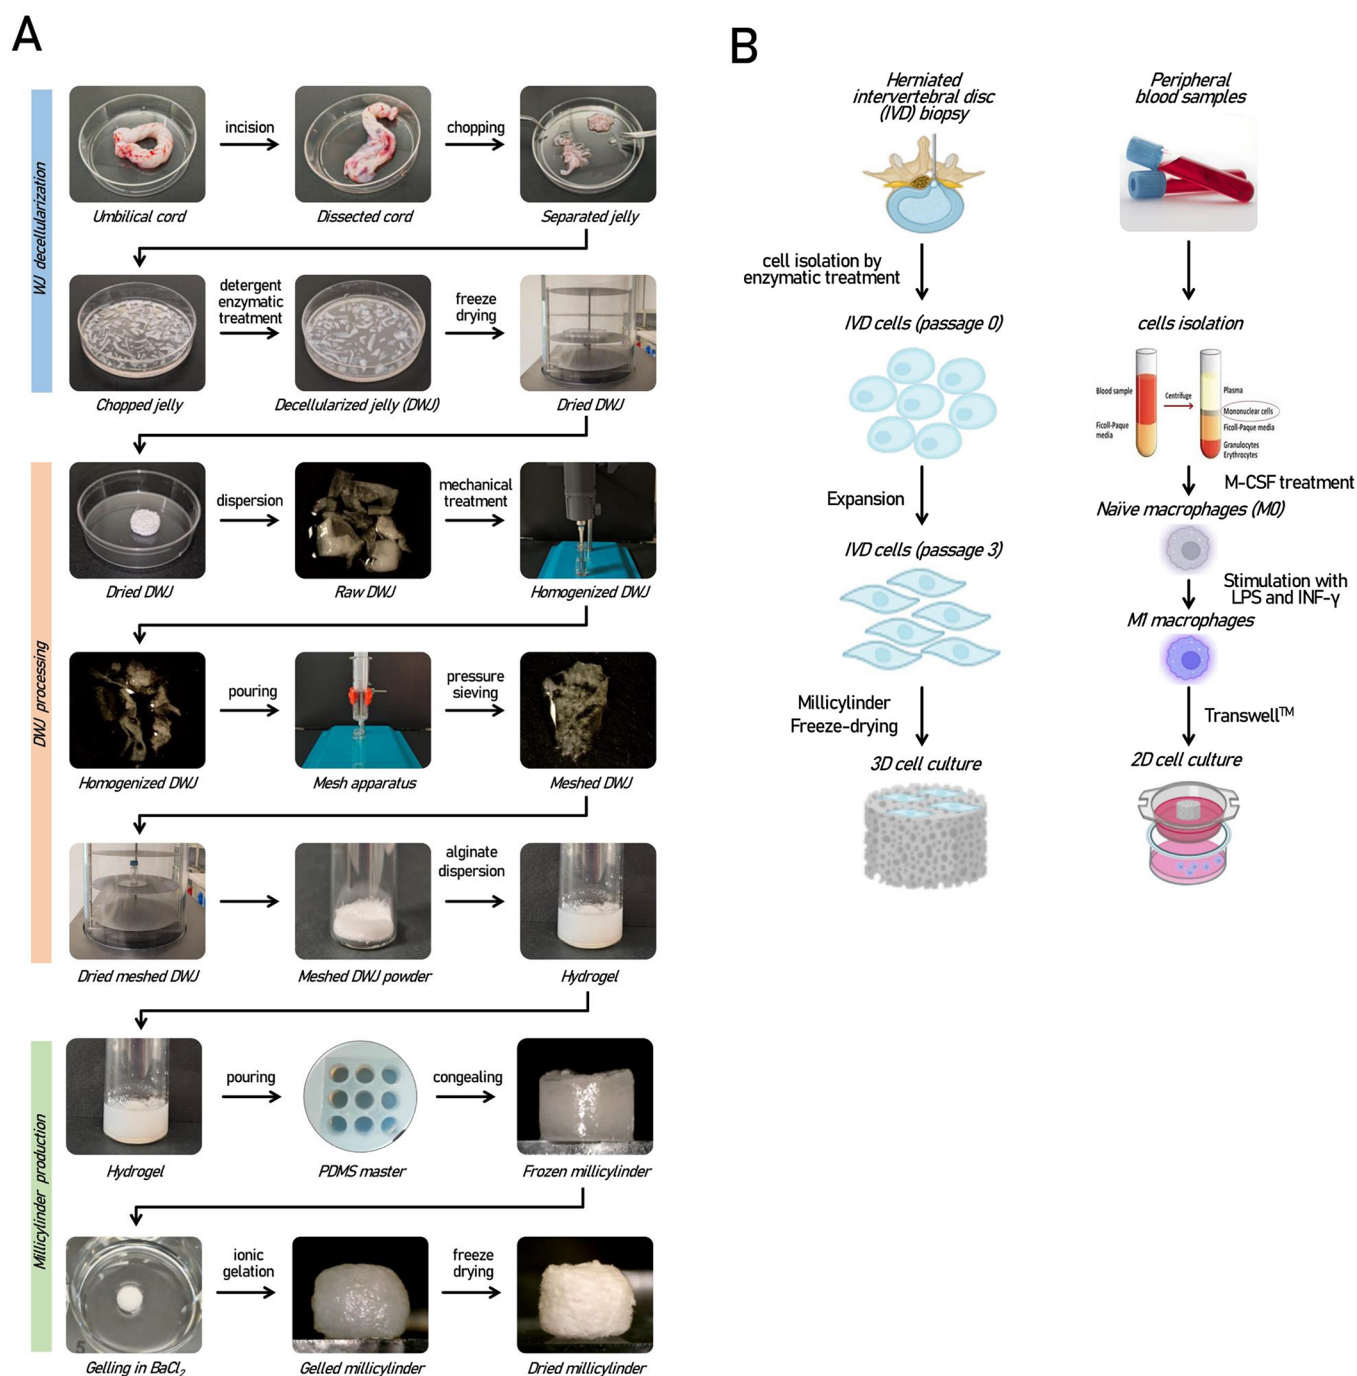 A
WJ decellularization
incision
chopping
Umbilical cord
Dissected cord
Separated jelly
detergent
enzymatic
treatment
freeze
drying
Chopped jelly
Decellularized jelly (DWJ)
Dried DWJ
DWJ processing
dispersion
mechanical
treatment
Dried DWJ
Raw DWJ
Homogenized DWJ
pouring
pressure
sieving
Homogenized DWJ
Mesh apparatus
Meshed DWJ
alginate
dispersion
Dried meshed DWJ
Meshed DWJ powder
Hydrogel
Millicylinder production
pouring
congealing
Hydrogel
PDMS master
Frozen millicylinder
ionic
gelation
freeze
drying
5
Gelling in BaCl₂
Gelled millicylinder
Dried millicylinder
B
Herniated
intervertebral disc
(IVD) biopsy
cell isolation by
enzymatic treatment
IVD cells (passage 0)
Expansion
IVD cells (passage 3)
Millicylinder
Freeze-drying
3D cell culture
Peripheral
blood samples
cells isolation
Blood sample
Ficoll-Paque
media
Centrifuge
Plasma
Mononuclear cells
Ficoll-Paque media
Granulocytes
Erythrocytes
M-CSF treatment
Naïve macrophages (M0)
Stimulation with
LPS and INF-γ
M1 macrophages
Transwell™
2D cell culture